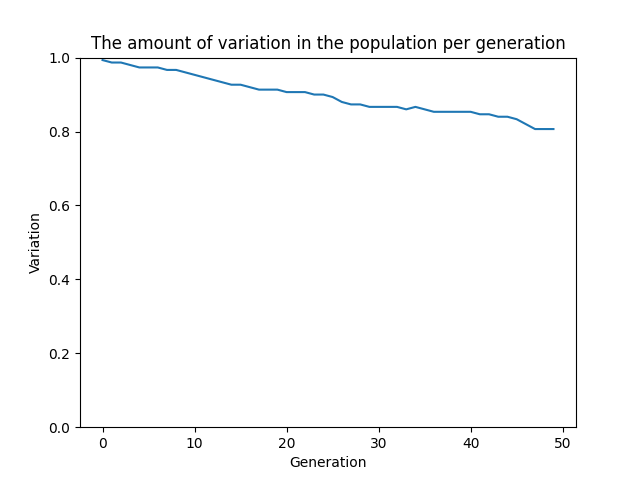 The amount of variation in the population per generation
1.0
0.8
0.6
0.4
0.2
0.0
Variation
0 10 20 30 40 50
Generation